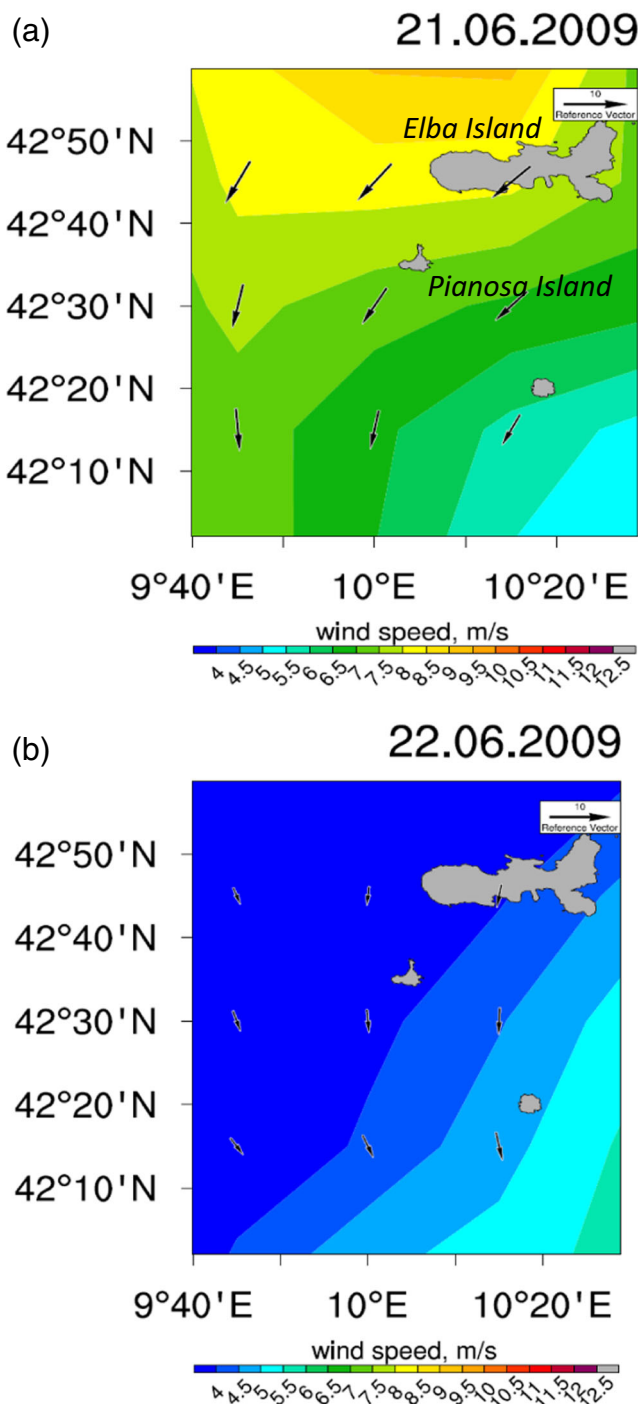 (a)
21.06.2009
10
Reference Vector
Elba Island
42°50'N
42°40'N
Pianosa Island
42°30'N
42°20'N
42°10'N
9°40'E 10°E 10°20'E
wind speed, m/s
4 4.5 5 5.5 6 6.5 7 7.5 8 8.5 9 9.5 10 10.5 11 11.5 12 12.5
(b)
22.06.2009
10
Reference Vector
42°50'N
42°40'N
42°30'N
42°20'N
42°10'N
9°40'E 10°E 10°20'E
wind speed, m/s
4 4.5 5 5.5 6 6.5 7 7.5 8 8.5 9 9.5 10 10.5 11 11.5 12 12.5